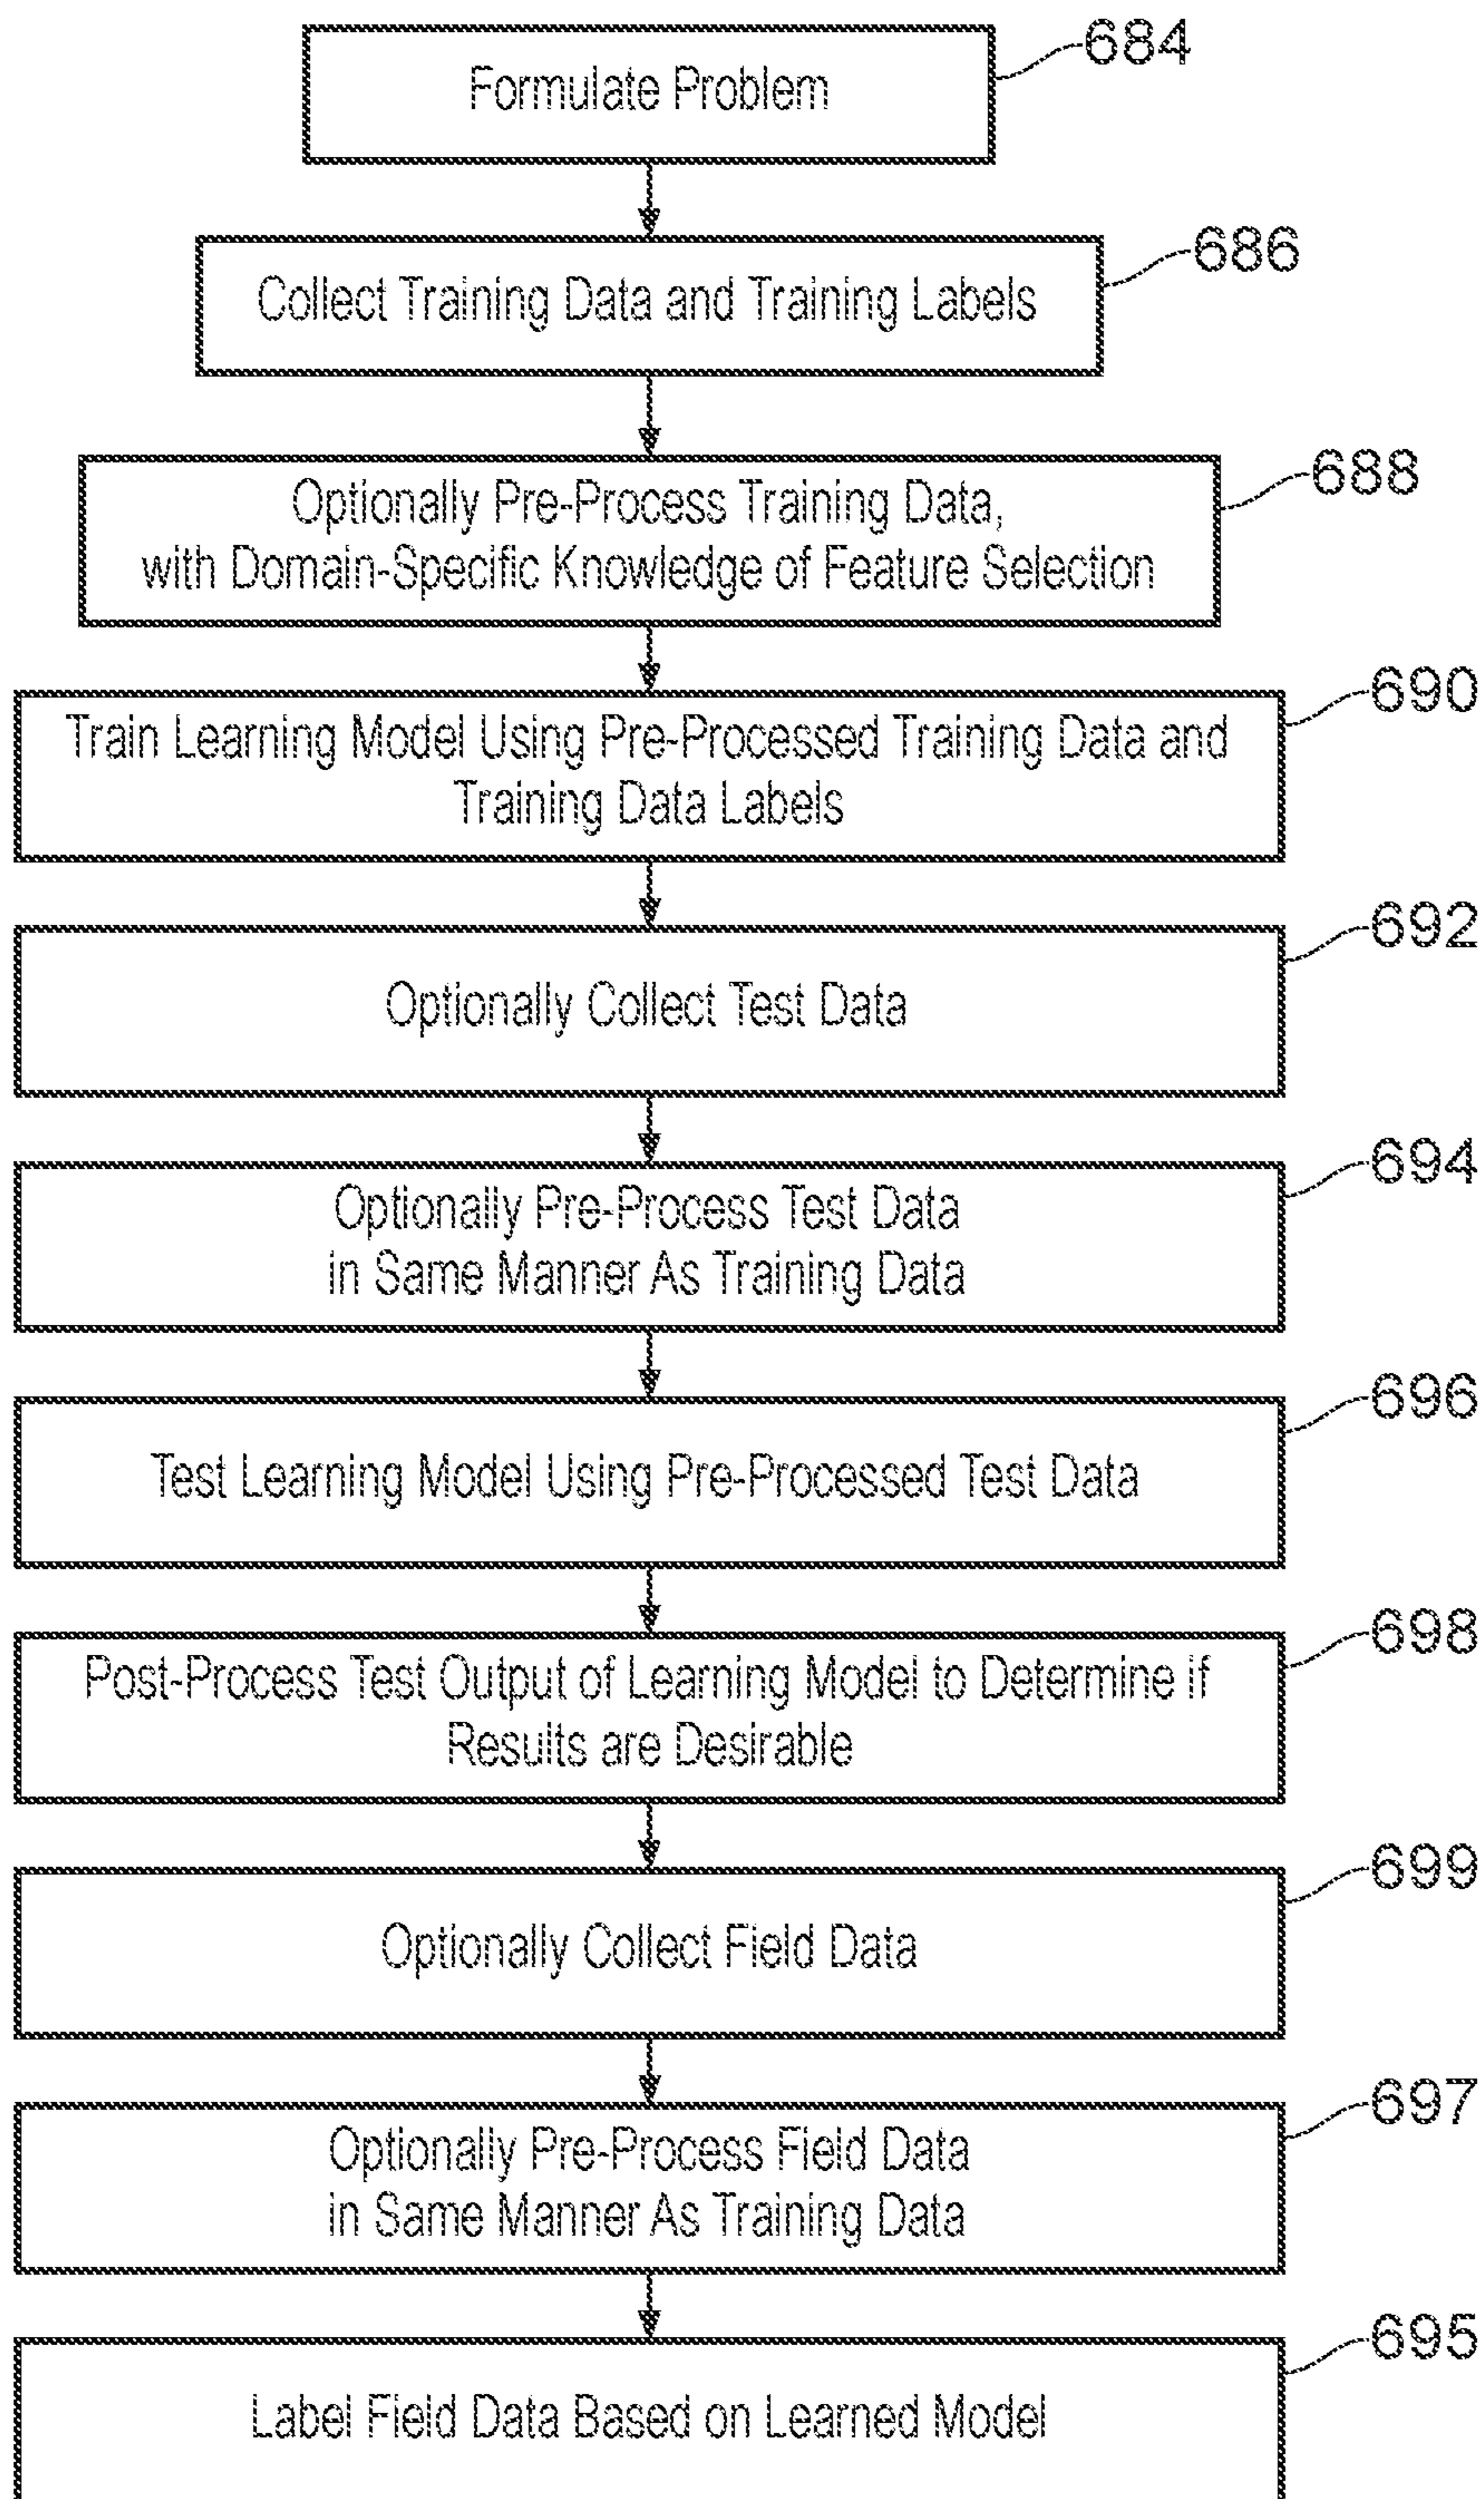 684
Formulate Problem
686
Collect Training Data and Training Labels
688
Optionally Pre-Process Training Data,
with Domain-Specific Knowledge of Feature Selection
690
Train Learning Model Using Pre-Processed Training Data and
Training Data Labels
692
Optionally Collect Test Data
694
Optionally Pre-Process Test Data
in Same Manner As Training Data
696
Test Learning Model Using Pre-Processed Test Data
698
Post-Process Test Output of Learning Model to Determine if
Results are Desirable
699
Optionally Collect Field Data
697
Optionally Pre-Process Field Data
in Same Manner As Training Data
695
Label Field Data Based on Learned Model